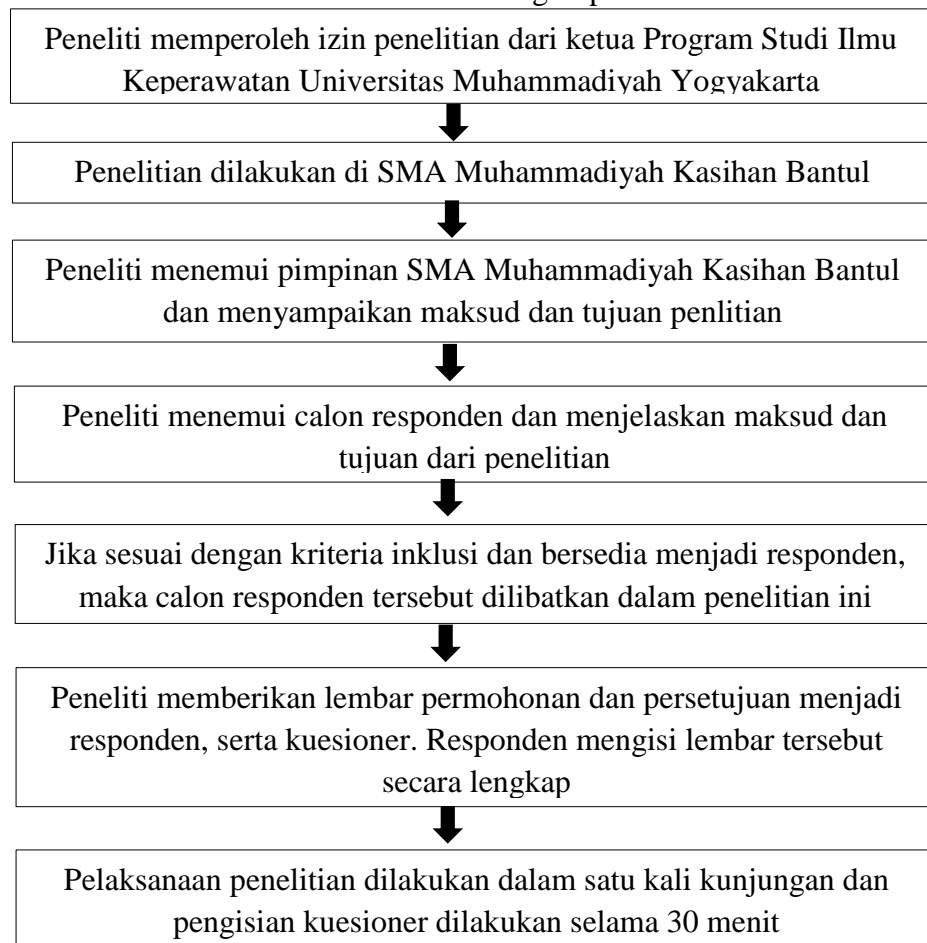 Peneliti memperoleh izin penelitian dari ketua Program Studi Ilmu
Keperawatan Universitas Muhammadiyah Yogyakarta
Penelitian dilakukan di SMA Muhammadiyah Kasihan Bantul
Peneliti menemui pimpinan SMA Muhammadiyah Kasihan Bantul
dan menyampaikan maksud dan tujuan penlitian
Peneliti menemui calon responden dan menjelaskan maksud dan
tujuan dari penelitian
Jika sesuai dengan kriteria inklusi dan bersedia menjadi responden,
maka calon responden tersebut dilibatkan dalam penelitian ini
Peneliti memberikan lembar permohonan dan persetujuan menjadi
responden, serta kuesioner. Responden mengisi lembar tersebut
secara lengkap
Pelaksanaan penelitian dilakukan dalam satu kali kunjungan dan
pengisian kuesioner dilakukan selama 30 menit